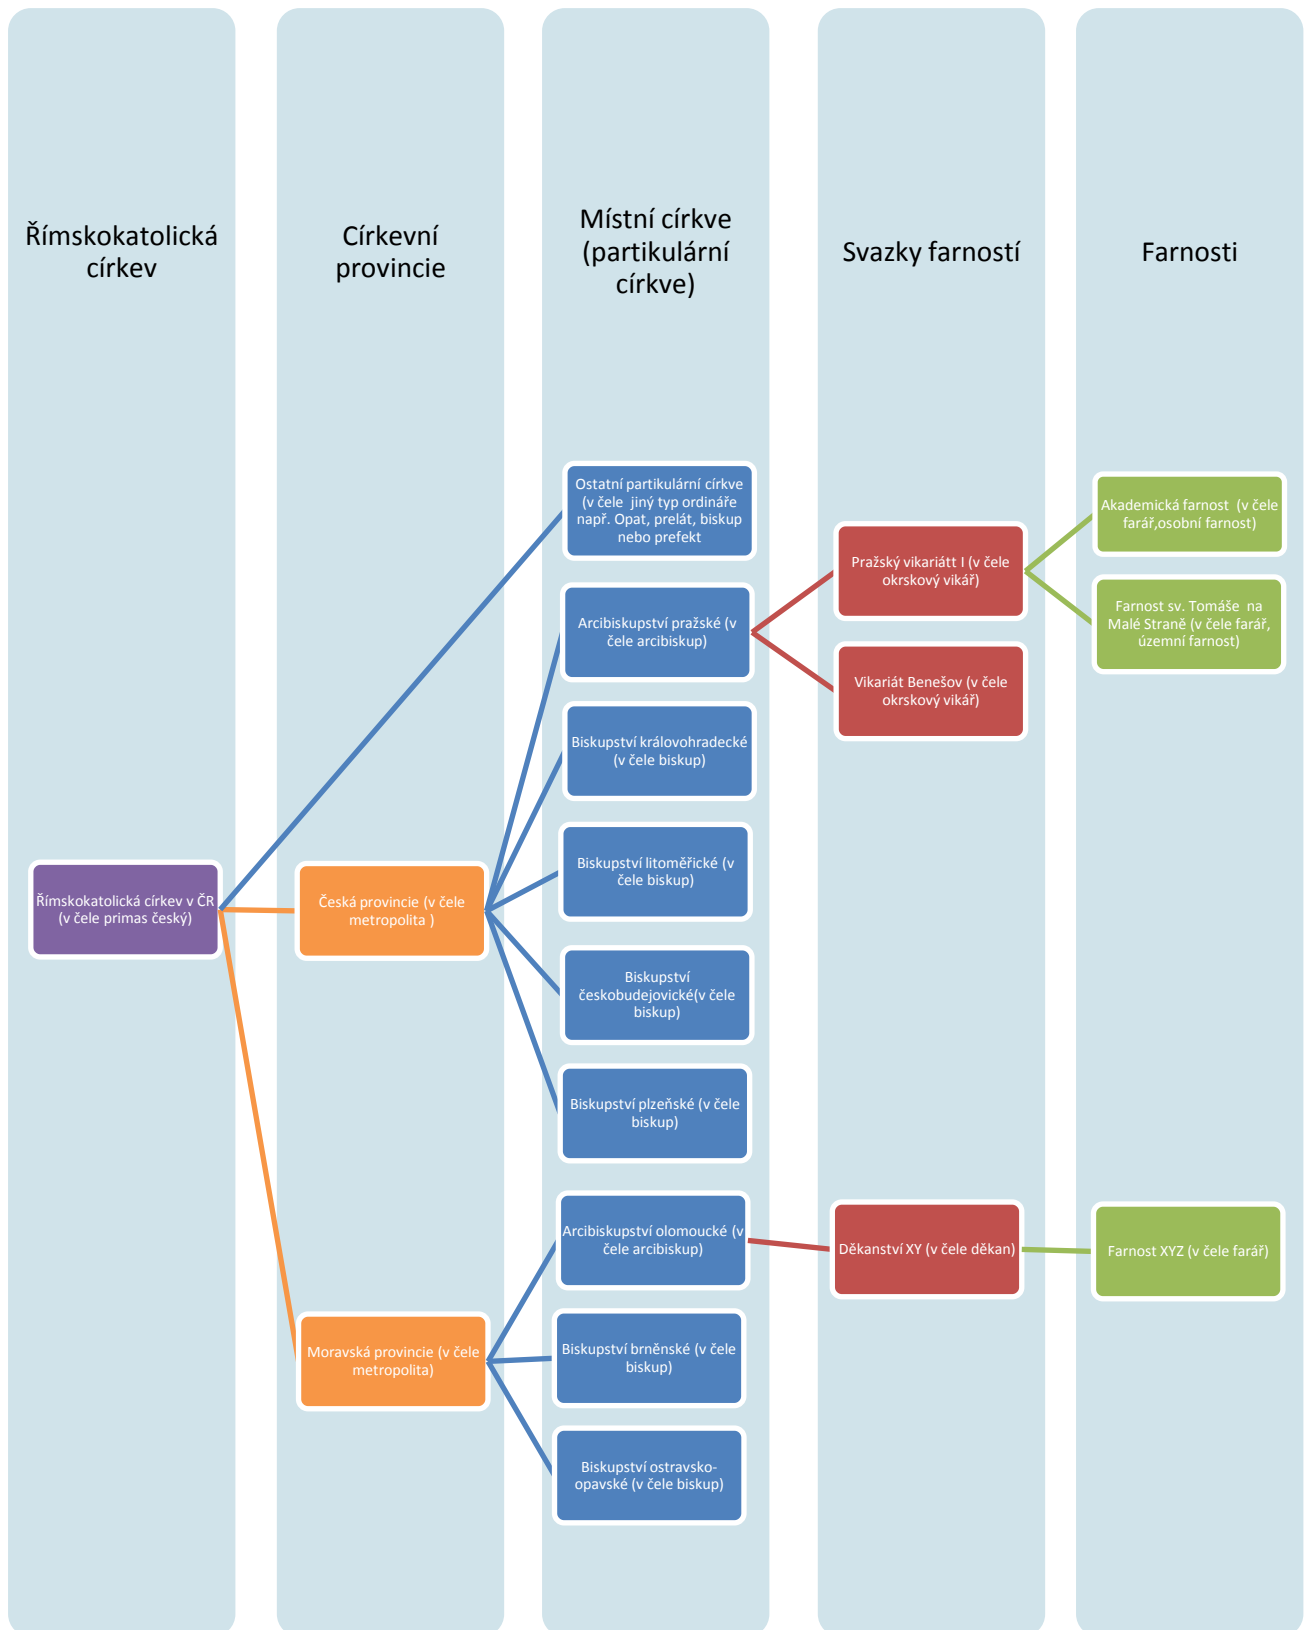 Římskokatolická
církev
Církevní
provincie
Místní církve
(partikulární
církve)
Svazky farností
Farnosti
Římskokatolická církev v ČR
(v čele primas český)
Česká provincie (v čele
metropolita )
Moravská provincie (v čele
metropolita)
Ostatní partikulární církve
(v čele  jiný typ ordináře
např. Opat, prelát, biskup
nebo prefekt
Arcibiskupství pražské (v
čele arcibiskup)
Biskupství královohradecké
(v čele biskup)
Biskupství litoměřické (v
čele biskup)
Biskupství
českobudejovické(v čele
biskup)
Biskupství plzeňské (v čele
biskup)
Arcibiskupství olomoucké (v
čele arcibiskup)
Biskupství brněnské (v čele
biskup)
Biskupství ostravsko-
opavské (v čele biskup)
Pražský vikariátt I (v čele
okrskový vikář)
Vikariát Benešov (v čele
okrskový vikář)
Děkanství XY (v čele děkan)
Akademická farnost  (v čele
farář,osobní farnost)
Farnost sv. Tomáše  na
Malé Straně (v čele farář,
územní farnost)
Farnost XYZ (v čele farář)